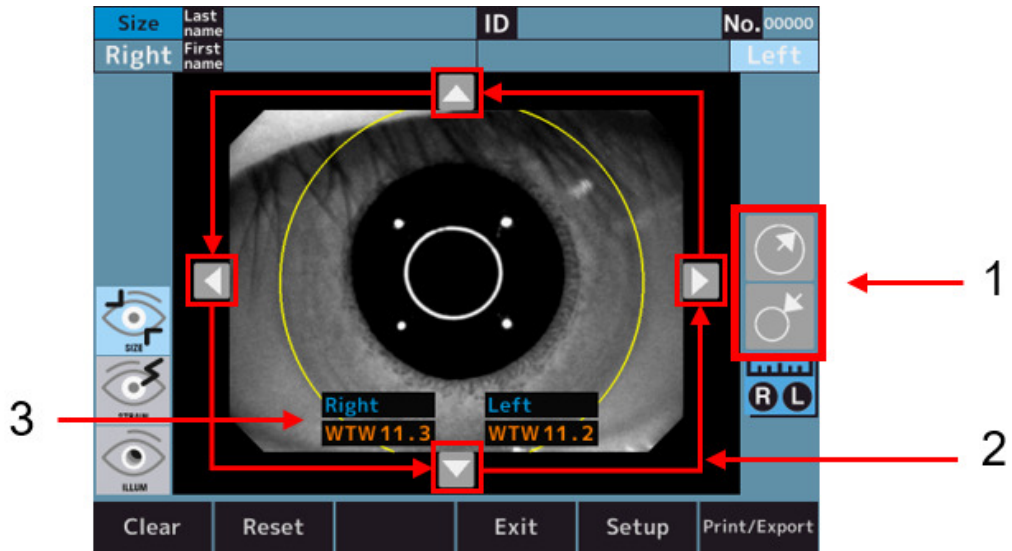 Size Last name ID No. 00000
Right First name Left
1
SIZE
R L
STRAIN
3
Right Left
WTW 11.3 WTW 11.2
2
ILLUM
Clear Reset Exit Setup Print/Export